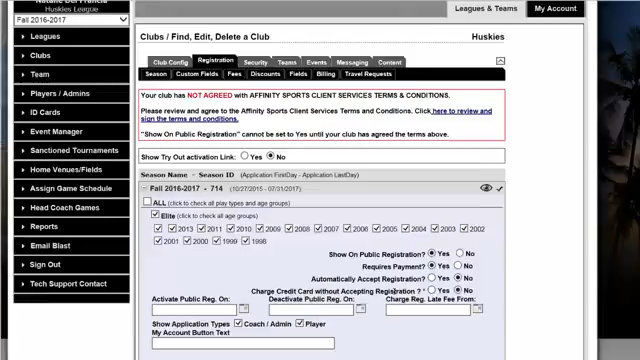 Natalie Del Francia
Huskies League
Fall 2016-2017
Leagues & Teams
My Account
Leagues
Clubs
Team
Players / Admins
ID Cards
Event Manager
Sanctioned Tournaments
Home Venues/Fields
Assign Game Schedule
Head Coach Games
Reports
Email Blast
Sign Out
Tech Support Contact
Clubs / Find, Edit, Delete a Club
Huskies
Club Config Registration Security Teams Events Messaging Content
Season Custom Fields Fees Discounts Fields Billing Travel Requests
Your club has NOT AGREED with AFFINITY SPORTS CLIENT SERVICES TERMS & CONDITIONS.
Please review and agree to the Affinity Sports Client Services Terms and Conditions. Click here to review and
sign the terms and conditions.
"Show On Public Registration" cannot be set to Yes until your club has agreed the terms above.
Show Try Out activation Link: Yes No
Season Name - Season ID (Application FirstDay - Application LastDay)
Fall 2016-2017 - 714 (10/27/2015 - 07/31/2017)
ALL (click to check all play types and age groups)
Elite (click to check all age groups)
2013 2011 2010 2009 2008 2007 2006 2005 2004 2003 2002
2001 2000 1999 1998
Show On Public Registration? Yes No
Requires Payment? Yes No
Automatically Accept Registration? Yes No
Charge Credit Card without Accepting Registration ? * Yes No
Activate Public Reg. On: Deactivate Public Reg. On: Charge Reg. Late Fee From:
Show Application Types Coach / Admin Player
My Account Button Text